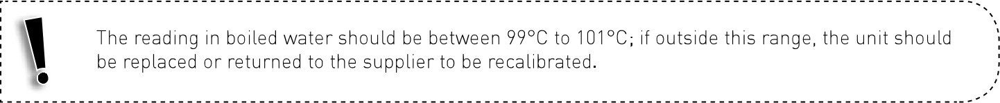 The reading in boiled water should be between 99°C to 101°C; if outside this range, the unit should
be replaced or returned to the supplier to be recalibrated.